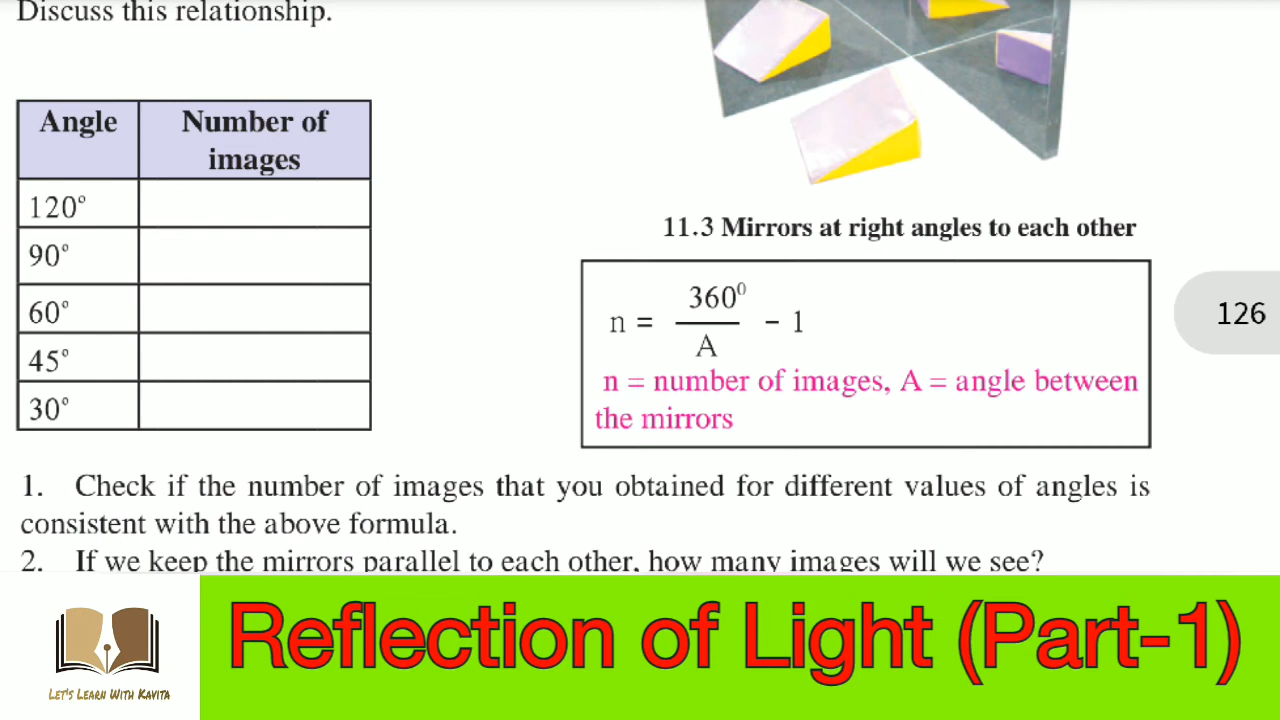 Discuss this relationship.
Angle Number of
images
120°
90°
60°
45°
30°
11.3 Mirrors at right angles to each other
n = 360⁰
A - 1
n = number of images, A = angle between
the mirrors
126
1. Check if the number of images that you obtained for different values of angles is
consistent with the above formula.
2. If we keep the mirrors parallel to each other, how many images will we see?
Reflection of Light (Part-1)
LET'S LEARN WITH KAVITA